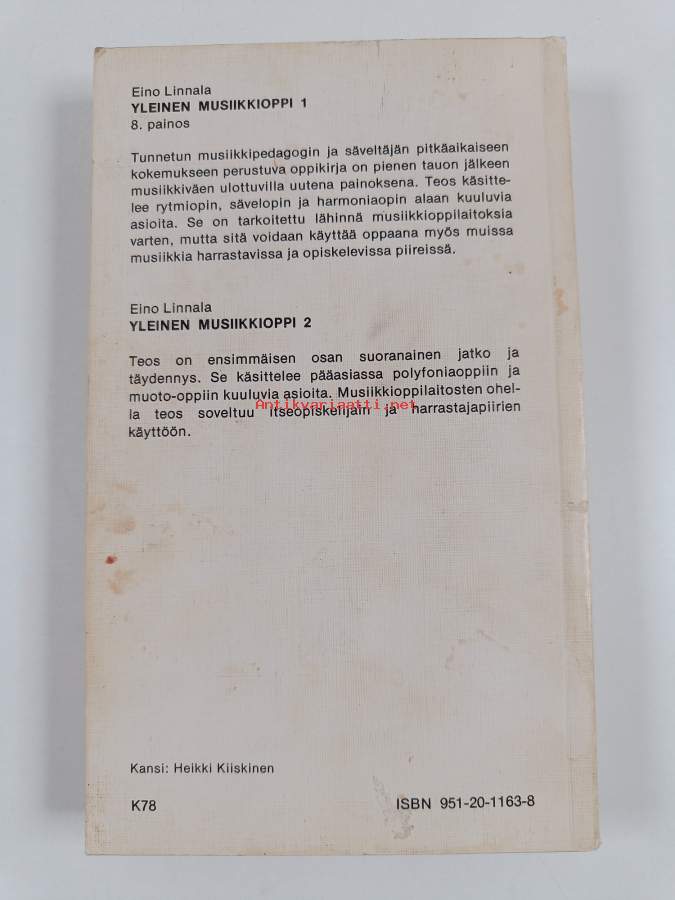 Eino Linnala
YLEINEN MUSIIKKIOPPI 1
8. painos
Tunnetun musiikkipedagogin ja säveltäjän pitkäaikaiseen
kokemukseen perustuva oppikirja on pienen tauon jälkeen
musiikkiväen ulottuvilla uutena painoksena. Teos käsitte-
lee rytmiopin, sävelopin ja harmoniaopin alaan kuuluvia
asioita. Se on tarkoitettu lähinnä musiikkioppilaitoksia
varten, mutta sitä voidaan käyttää oppaana myös muissa
musiikkia harrastavissa ja opiskelevissa piireissä.
Eino Linnala
YLEINEN MUSIIKKIOPPI 2
Teos on ensimmäisen osan suoranainen jatko ja
täydennys. Se käsittelee pääasiassa polyfoniaoppiin ja
muoto-oppiin kuuluvia asioita. Musiikkioppilaitosten ohel-
Antikvariaatti.net
la teos soveltuu itseopiskelijain ja harrastajapiirien
käyttöön.
Kansi: Heikki Kiiskinen
K78
ISBN 951-20-1163-8